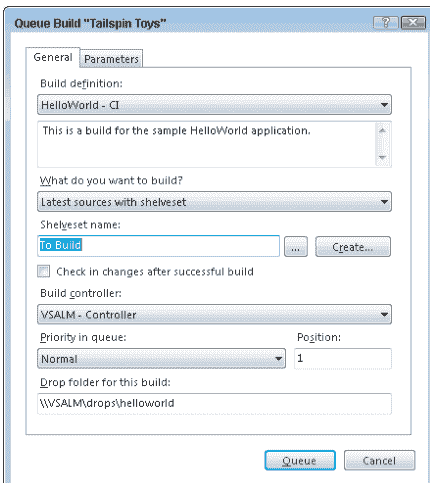 Queue Build "Tailspin Toys"
General Parameters
Build definition:
HelloWorld - CI
This is a build for the sample HelloWorld application.
What do you want to build?
Latest sources with shelveset
Shelveset name:
To Build ... Create...
Check in changes after successful build
Build controller:
VSALM - Controller
Priority in queue: Position:
Normal 1
Drop folder for this build:
\\VSALM\drops\helloworld
Queue Cancel